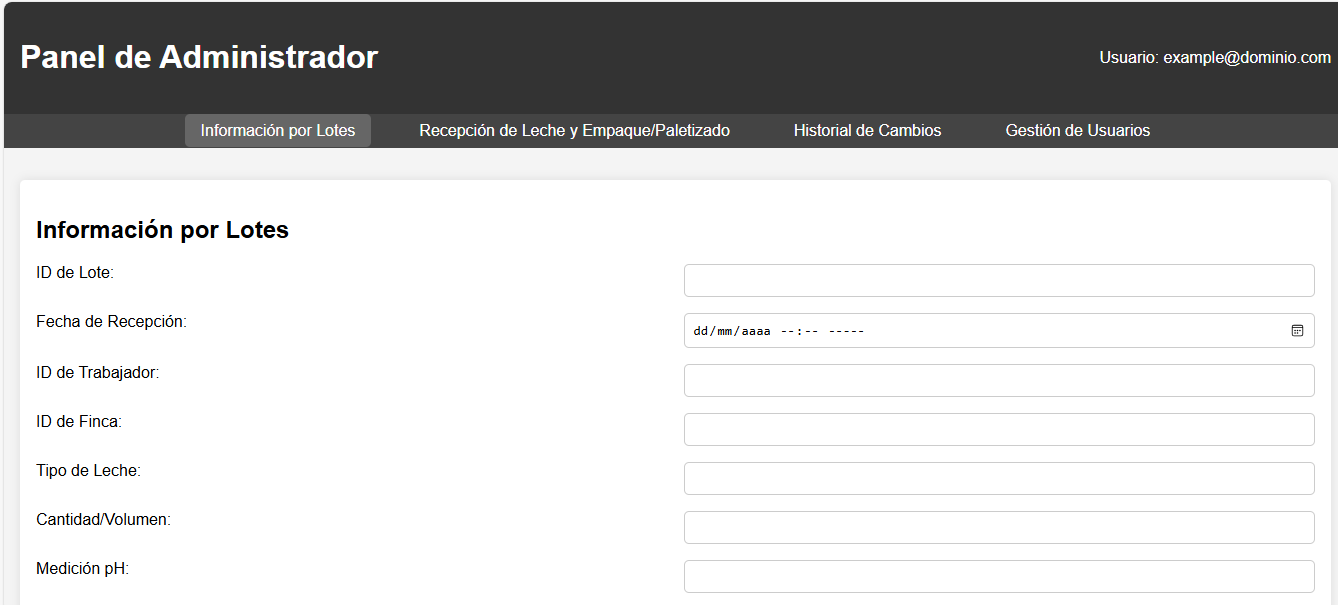 Panel de Administrador
Usuario: example@dominio.com
Información por Lotes
Recepción de Leche y Empaque/Paletizado
Historial de Cambios
Gestión de Usuarios
Información por Lotes
ID de Lote:
Fecha de Recepción:
dd/mm/aaaa --:-- -----
ID de Trabajador:
ID de Finca:
Tipo de Leche:
Cantidad/Volumen:
Medición pH: